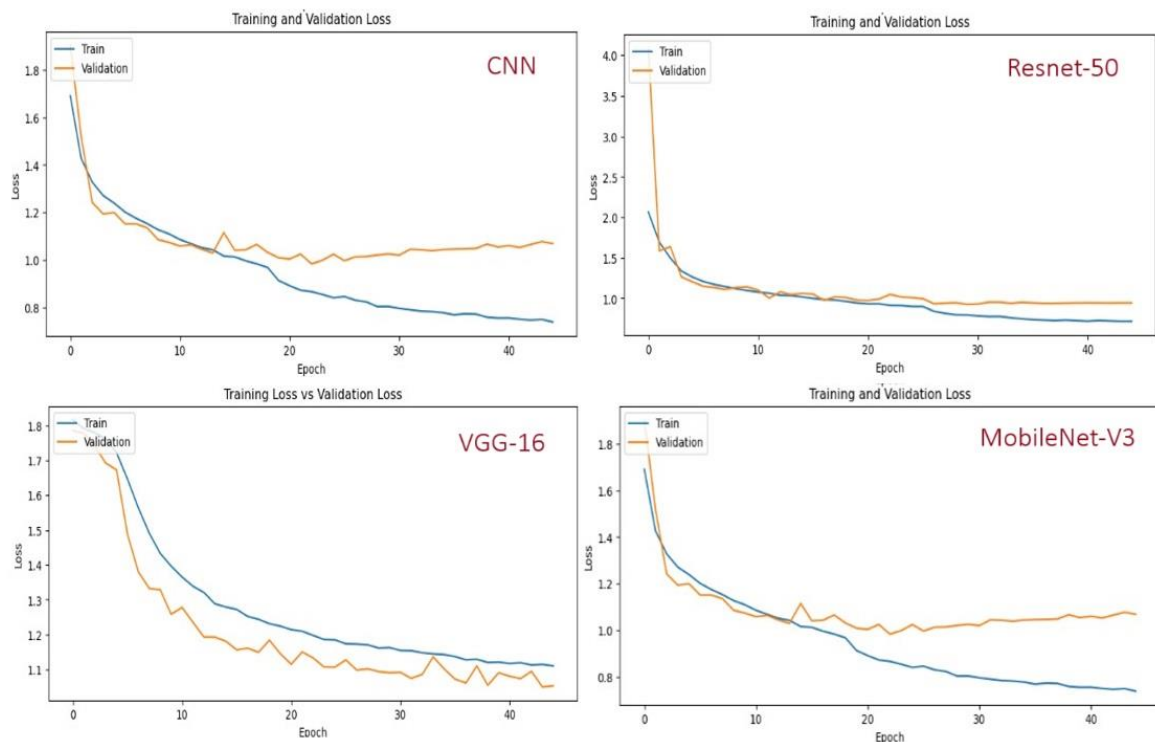 Training and Validation Loss
Train
Validation
CNN
1.8
1.6
1.4
1.2
1.0
0.8
Loss
0 10 20 30 40
Epoch
Training and Validation Loss
Train
Validation
Resnet-50
4.0
3.5
3.0
2.5
2.0
1.5
1.0
Loss
0 10 20 30 40
Epoch
Training Loss vs Validation Loss
Train
Validation
VGG-16
1.8
1.7
1.6
1.5
1.4
1.3
1.2
1.1
Loss
0 10 20 30 40
Epoch
Training and Validation Loss
Train
Validation
MobileNet-V3
1.8
1.6
1.4
1.2
1.0
0.8
Loss
0 10 20 30 40
Epoch